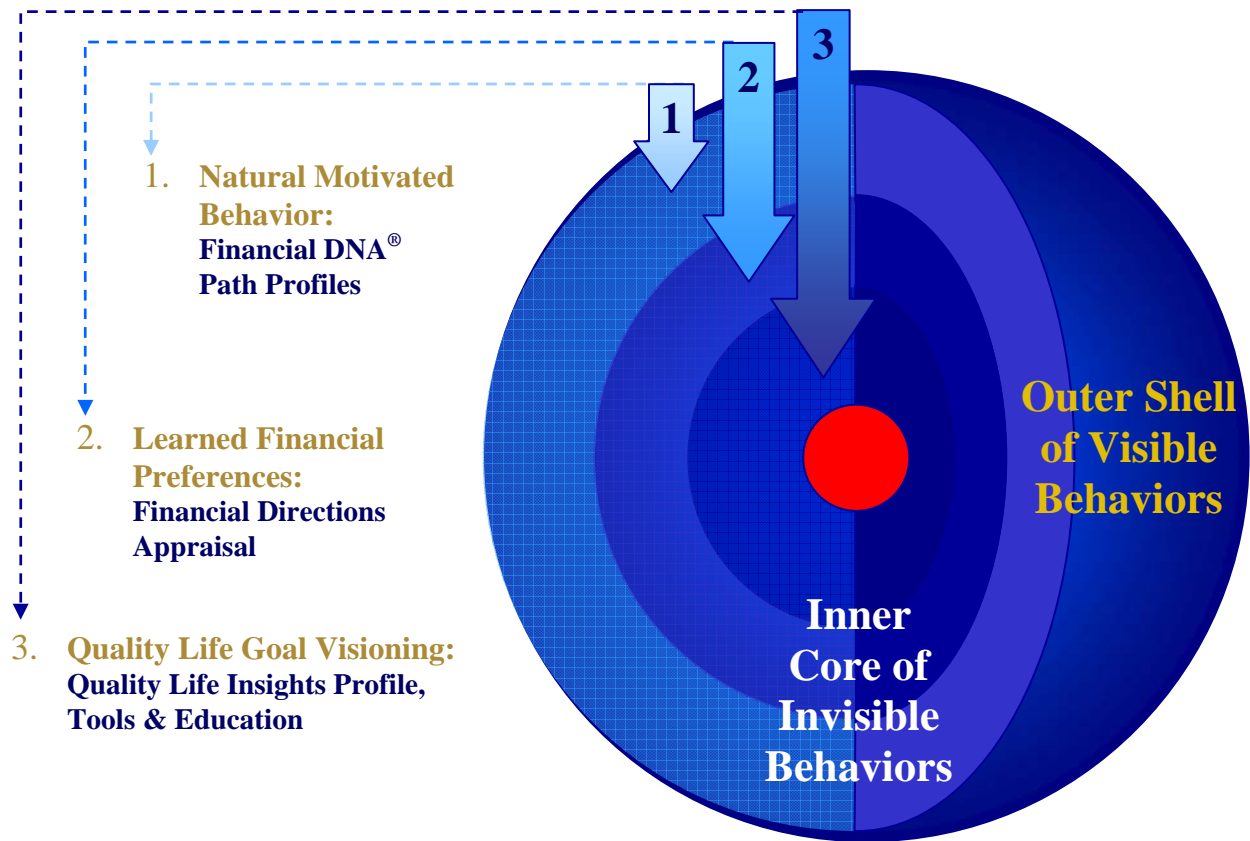 3
2
1
1. Natural Motivated
Behavior:
Financial DNA®
Path Profiles
2. Learned Financial
Preferences:
Financial Directions
Appraisal
3. Quality Life Goal Visioning:
Quality Life Insights Profile,
Tools & Education
Outer Shell
of Visible
Behaviors
Inner
Core of
Invisible
Behaviors